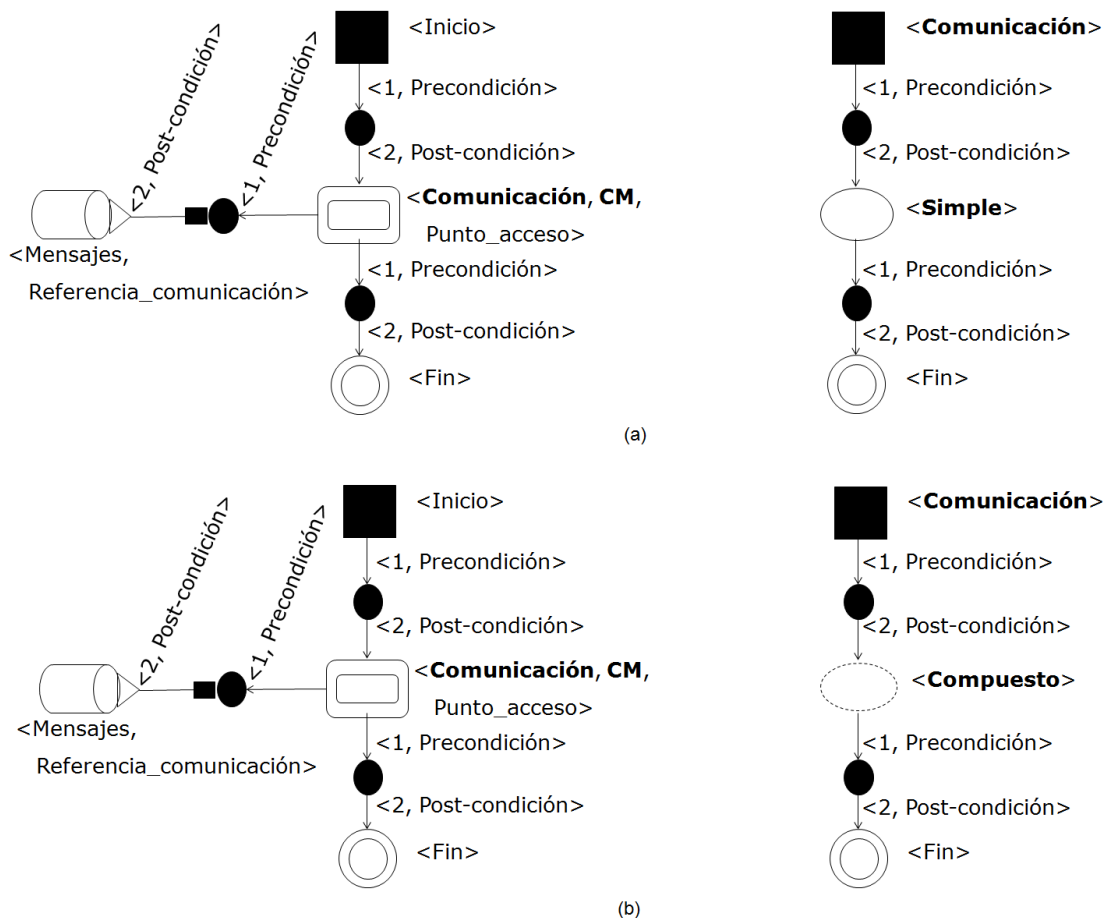 <Inicio>
<1, Precondición>
<2, Post-condición>
<2, Post-condición>
<1, Precondición>
<Comunicación, CM,
Punto_acceso>
<Mensajes,
Referencia_comunicación>
<1, Precondición>
<2, Post-condición>
<Fin>
<Comunicación>
<1, Precondición>
<2, Post-condición>
<Simple>
<1, Precondición>
<2, Post-condición>
<Fin>
(a)
<Inicio>
<1, Precondición>
<2, Post-condición>
<2, Post-condición>
<1, Precondición>
<Comunicación, CM,
Punto_acceso>
<Mensajes,
Referencia_comunicación>
<1, Precondición>
<2, Post-condición>
<Fin>
<Comunicación>
<1, Precondición>
<2, Post-condición>
<Compuesto>
<1, Precondición>
<2, Post-condición>
<Fin>
(b)